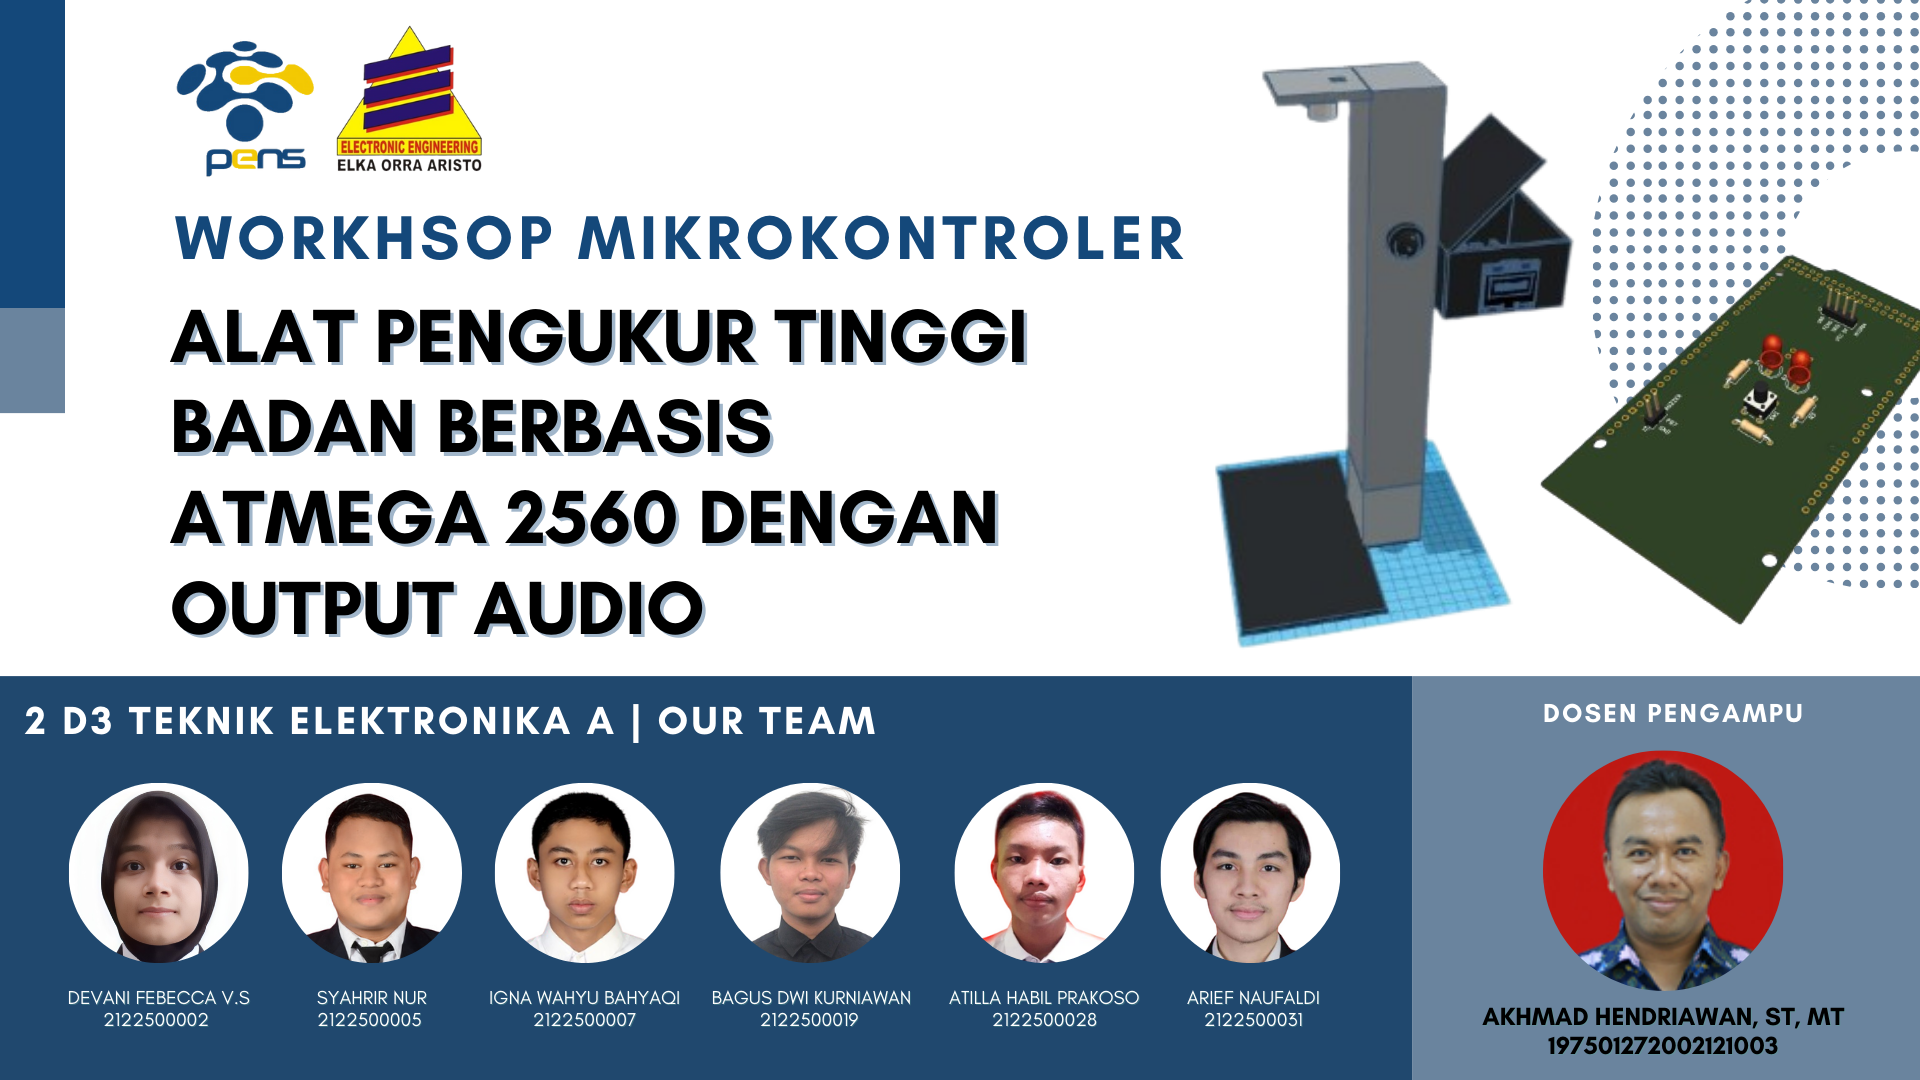 pens
ELECTRONIC ENGINEERING
ELKA ORRA ARISTO
WORKHSOP MIKROKONTROLER
ALAT PENGUKUR TINGGI
BADAN BERBASIS
ATMEGA 2560 DENGAN
OUTPUT AUDIO
2 D3 TEKNIK ELEKTRONIKA A | OUR TEAM
DEVANI FEBECCA V.S
2122500002
SYAHRIR NUR
2122500005
IGNA WAHYU BAHYAQI
2122500007
BAGUS DWI KURNIAWAN
2122500019
ATILLA HABIL PRAKOSO
2122500028
ARIEF NAUFALDI
2122500031
DOSEN PENGAMPU
AKHMAD HENDRIAWAN, ST, MT
197501272002121003